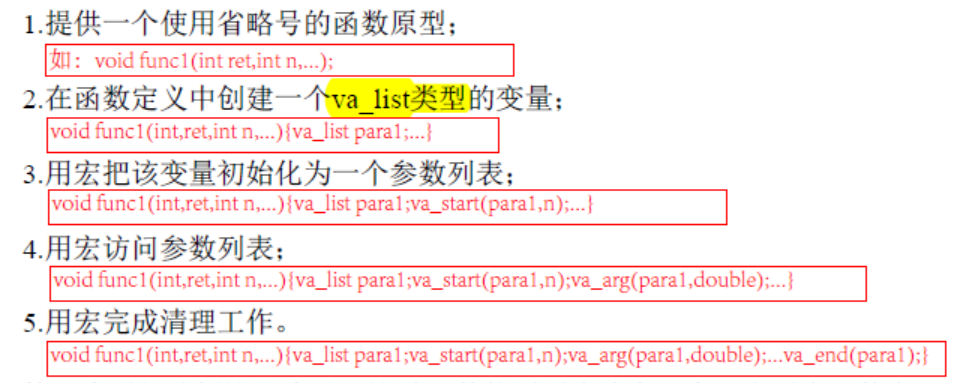 1.提供一个使用省略号的函数原型；
如：void func1(int ret,int n,...);
2.在函数定义中创建一个va_list类型的变量；
void func1(int,ret,int n,...){va_list para1;...}
3.用宏把该变量初始化为一个参数列表；
void func1(int,ret,int n,...){va_list para1;va_start(para1,n);...}
4.用宏访问参数列表；
void func1(int,ret,int n,...){va_list para1;va_start(para1,n);va_arg(para1,double);...}
5.用宏完成清理工作。
void func1(int,ret,int n,...){va_list para1;va_start(para1,n);va_arg(para1,double);...va_end(para1);}